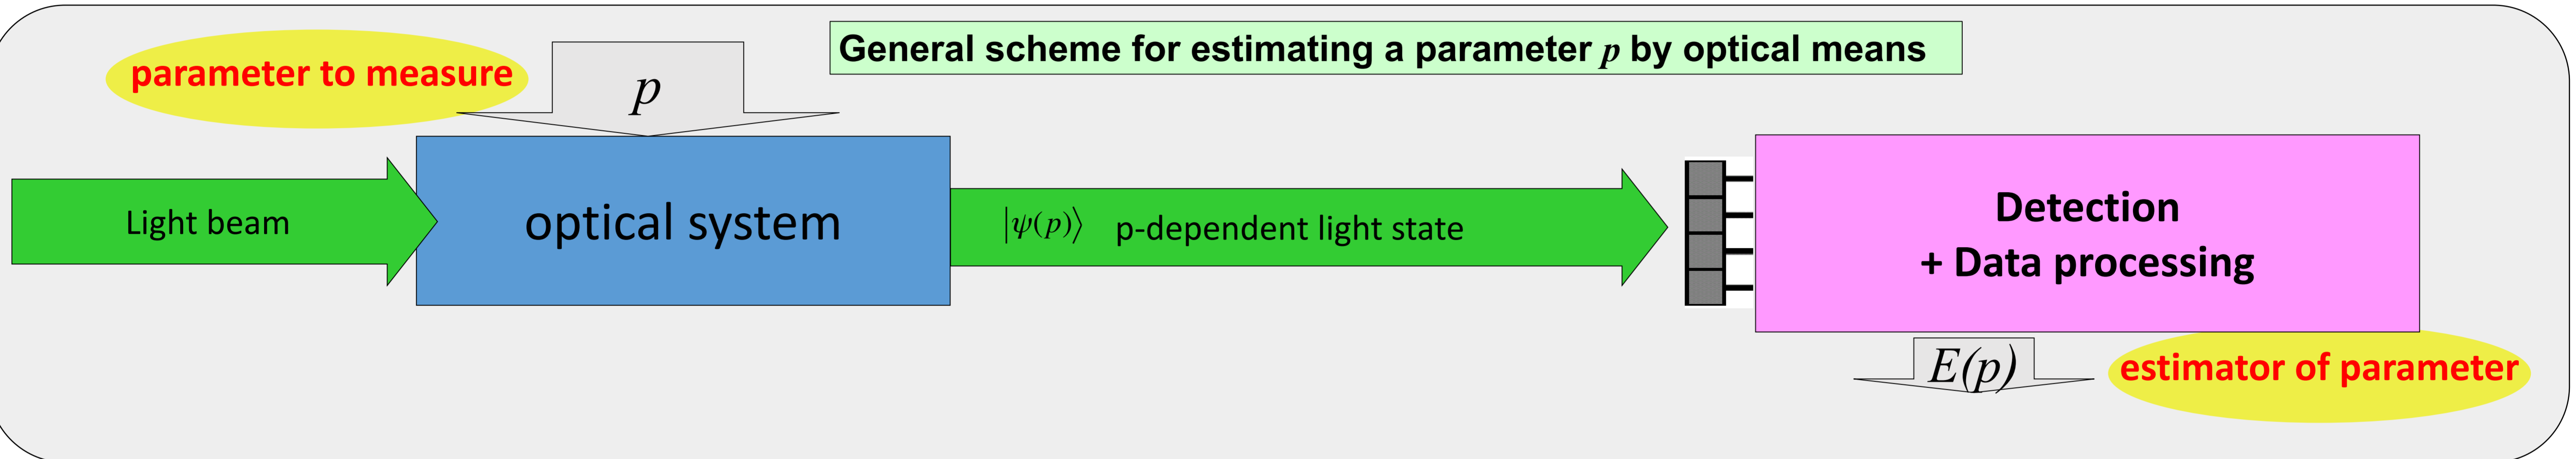 General scheme for estimating a parameter p by optical means
parameter to measure
p
Light beam
optical system
|ψ(p)⟩ p-dependent light state
Detection
+ Data processing
E(p)
estimator of parameter